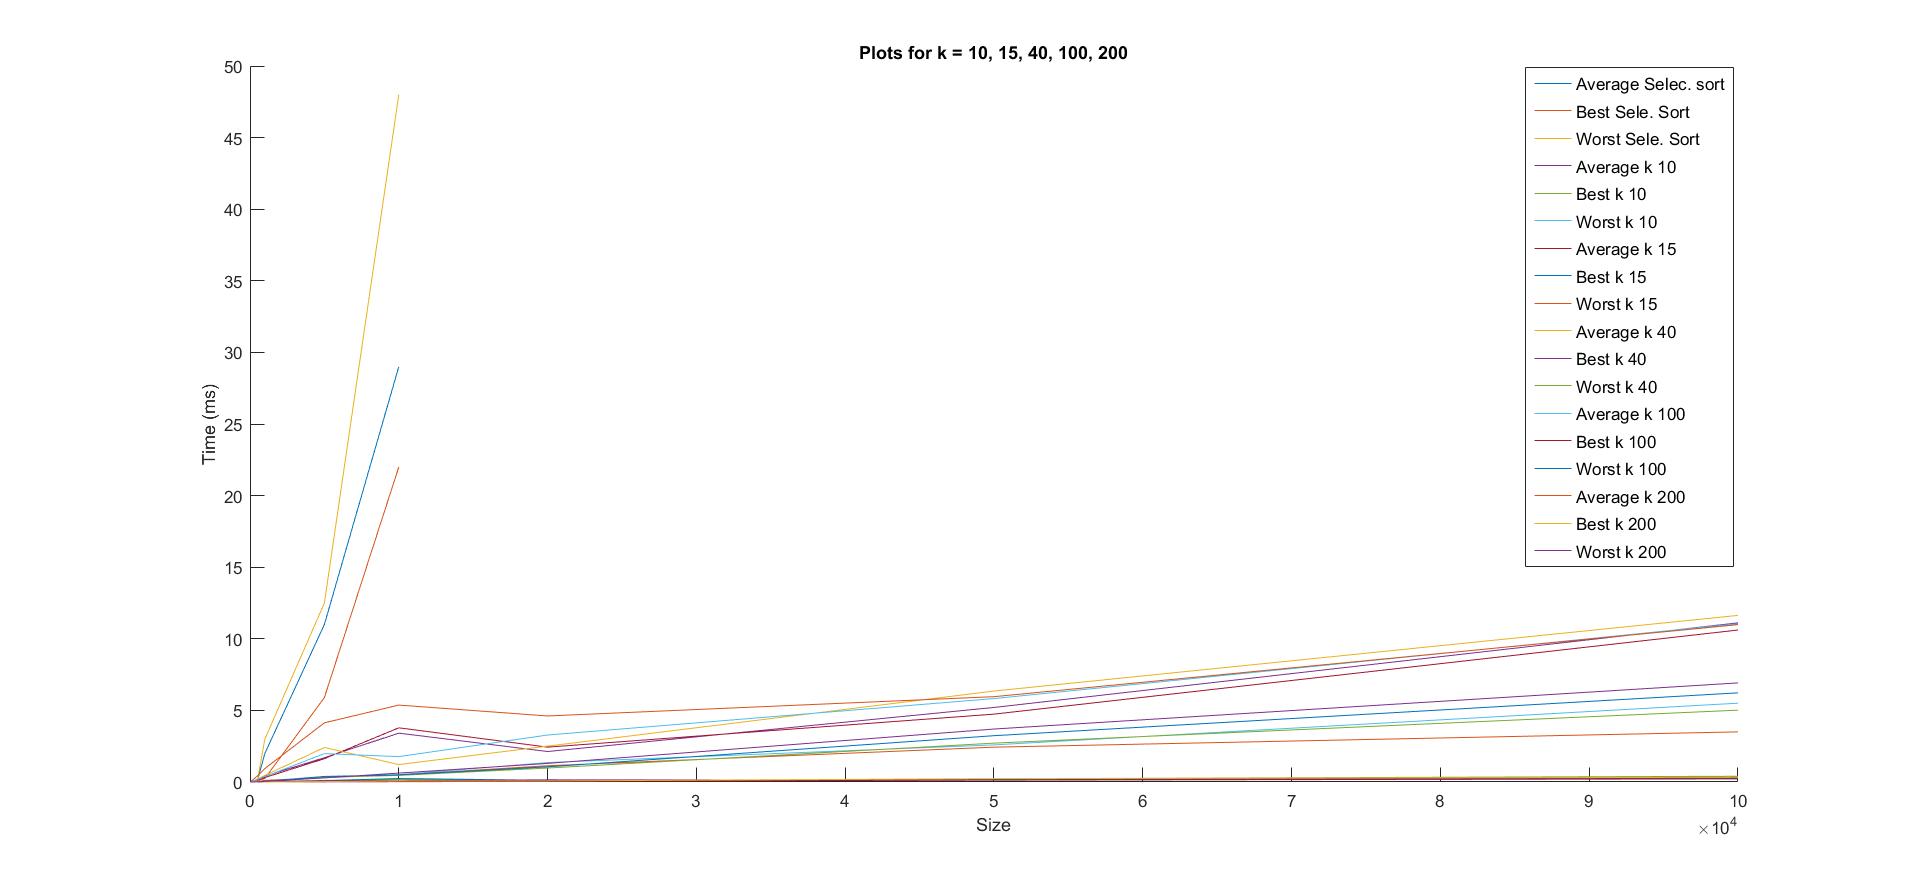 Plots for k = 10, 15, 40, 100, 200
50
45
40
35
30
25
20
15
10
5
0
Time (ms)
0 1 2 3 4 5 6 7 8 9 10
Size
×10^4
Average Selec. sort
Best Sele. Sort
Worst Sele. Sort
Average k 10
Best k 10
Worst k 10
Average k 15
Best k 15
Worst k 15
Average k 40
Best k 40
Worst k 40
Average k 100
Best k 100
Worst k 100
Average k 200
Best k 200
Worst k 200